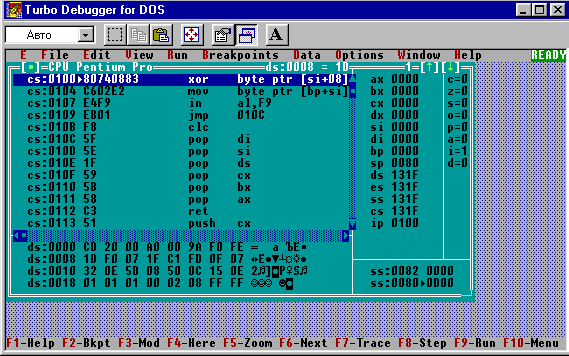 Turbo Debugger for DOS
Авто
A
E File Edit View Run Breakpoints Data Options Window Help READY
[■]=CPU Pentium Pro ds:0008 = 1D 1=[↑][↓]
cs:0100▶80740883 xor byte ptr [si+08] ax 0000 c=0
cs:0104 C602E2 mov byte ptr [bp+si] bx 0000 z=0
cs:0107 E4F9 in al,F9 cx 0000 s=0
cs:0109 EB01 jmp 010C dx 0000 o=0
cs:010B F8 clc si 0000 p=0
cs:010C 5F pop di di 0000 a=0
cs:010D 5E pop si bp 0000 i=1
cs:010E 1F pop ds sp 0080 d=0
cs:010F 59 pop cx ds 131F
cs:0110 5B pop bx es 131F
cs:0111 58 pop ax ss 131F
cs:0112 C3 ret cs 131F
cs:0113 51 push cx ip 0100
ds:0000 CD 20 00 A0 00 9A F0 FE = а ЪЁ■
ds:0008 1D F0 07 1F C1 FD 0F 07 ↔Ё•▼┴¤☼•
ds:0010 32 0E 50 08 50 0C 15 0E ss:0082 0000
ds:0018 01 01 01 00 02 08 FF FF ☺☺☺ ☻◘ ss:0080▶0000
F1-Help F2-Bkpt F3-Mod F4-Here F5-Zoom F6-Next F7-Trace F8-Step F9-Run F10-Menu